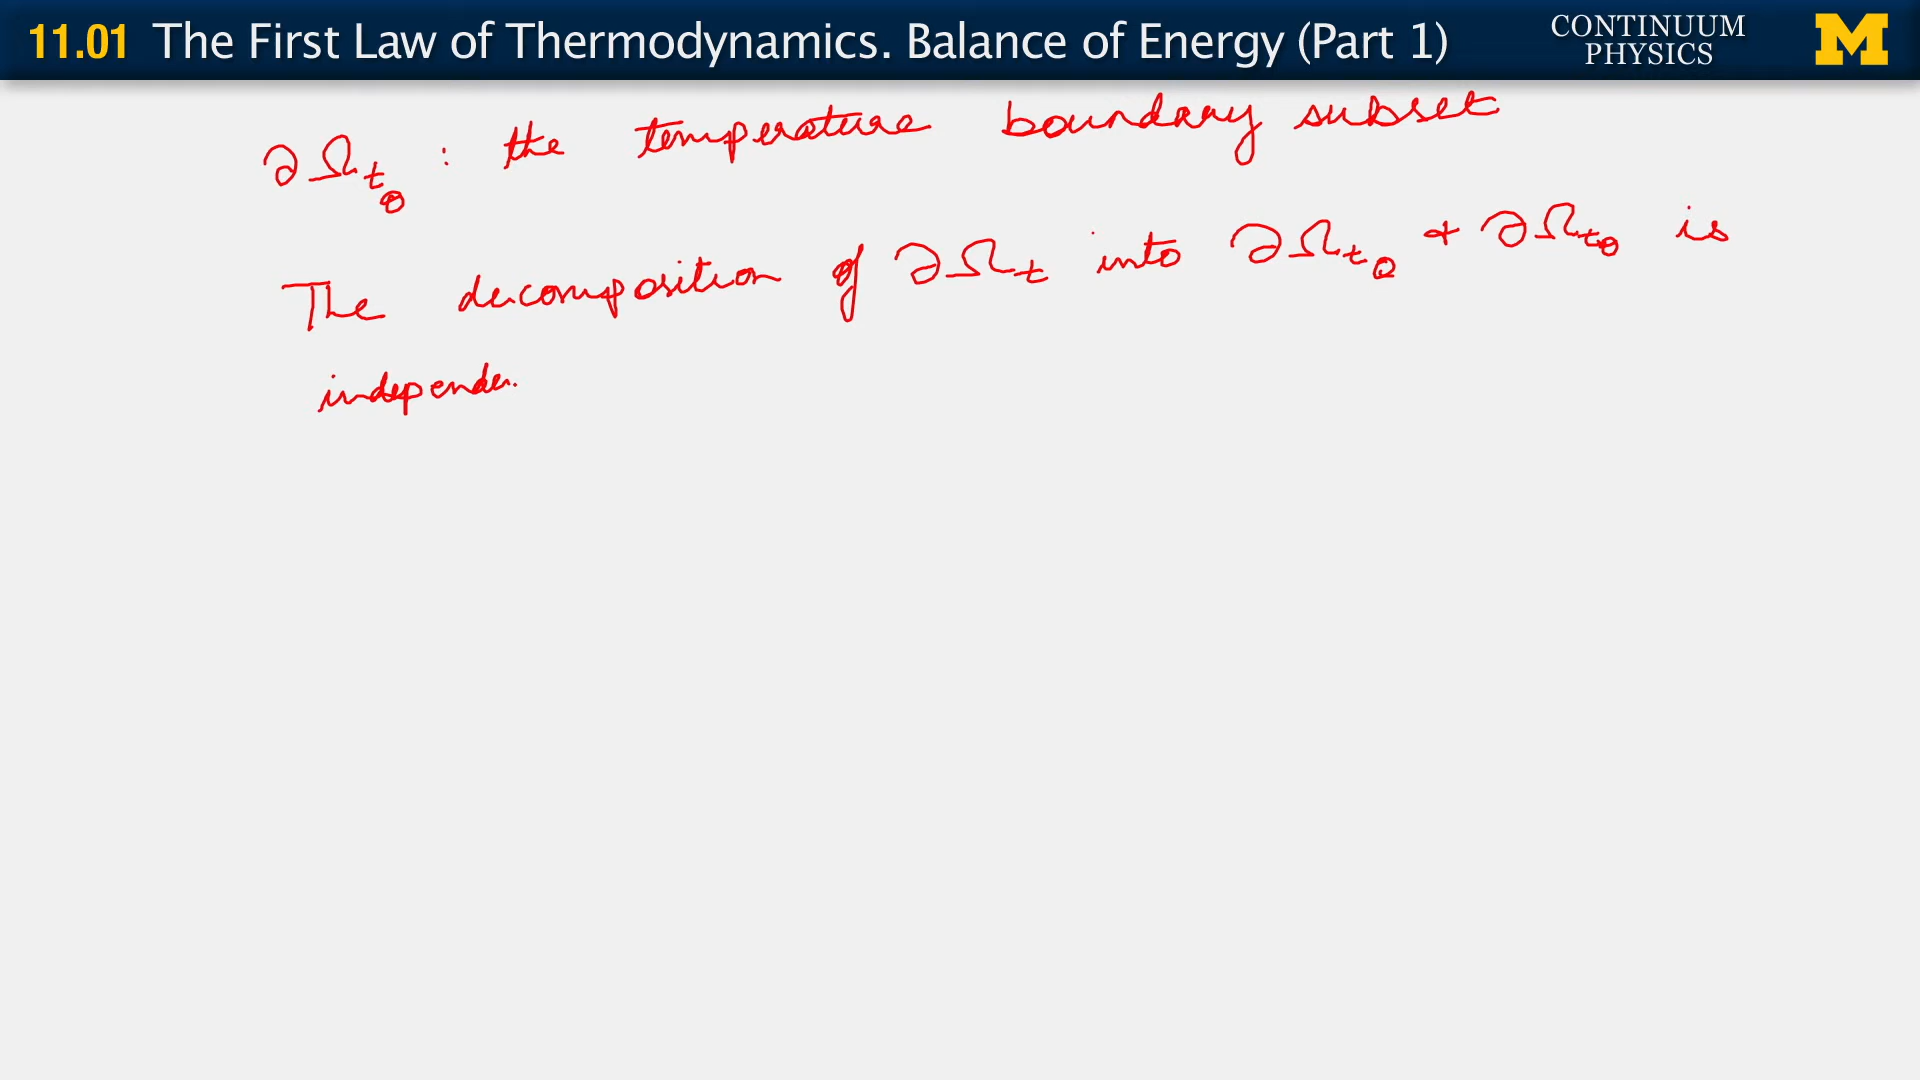 11.01 The First Law of Thermodynamics. Balance of Energy (Part 1)
CONTINUUM
PHYSICS
M
∂Ω_{t_θ} : the temperature boundary subset
The decomposition of ∂Ω_t into ∂Ω_{t_Q} + ∂Ω_{t_θ} is
independen